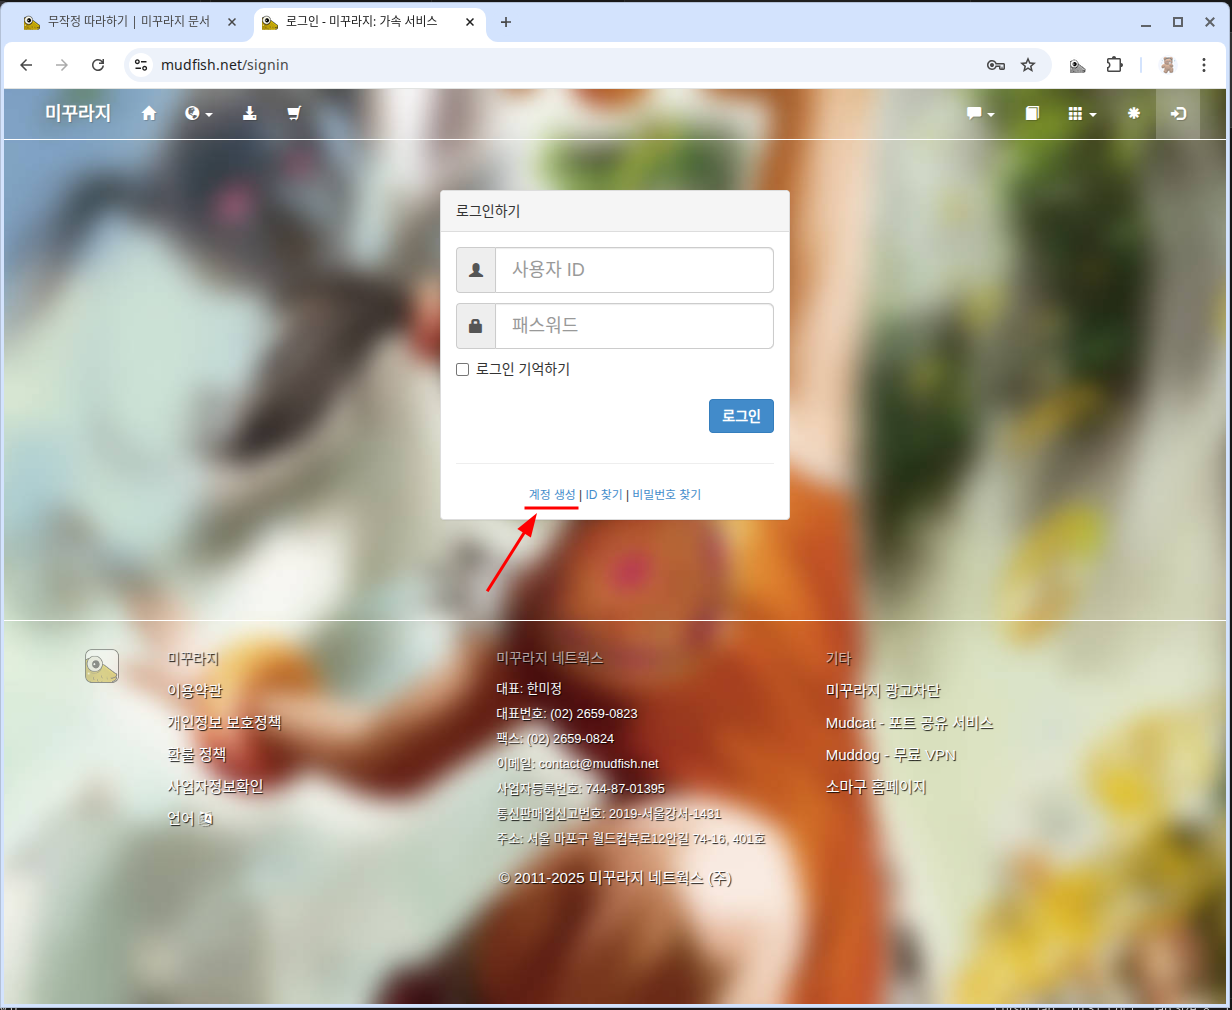 무작정 따라하기 | 미꾸라지 문서
로그인 - 미꾸라지: 가속 서비스
mudfish.net/signin
미꾸라지
로그인하기
사용자 ID
패스워드
로그인 기억하기
로그인
계정 생성 | ID 찾기 | 비밀번호 찾기
미꾸라지
이용약관
개인정보 보호정책
환불 정책
사업자정보확인
언어
미꾸라지 네트웍스
대표: 한미정
대표번호: (02) 2659-0823
팩스: (02) 2659-0824
이메일: contact@mudfish.net
사업자등록번호: 744-87-01395
통신판매업신고번호: 2019-서울강서-1431
주소: 서울 마포구 월드컵북로12안길 74-16, 401호
© 2011-2025 미꾸라지 네트웍스 (주)
기타
미꾸라지 광고차단
Mudcat - 포트 공유 서비스
Muddog - 무료 VPN
소마구 홈페이지